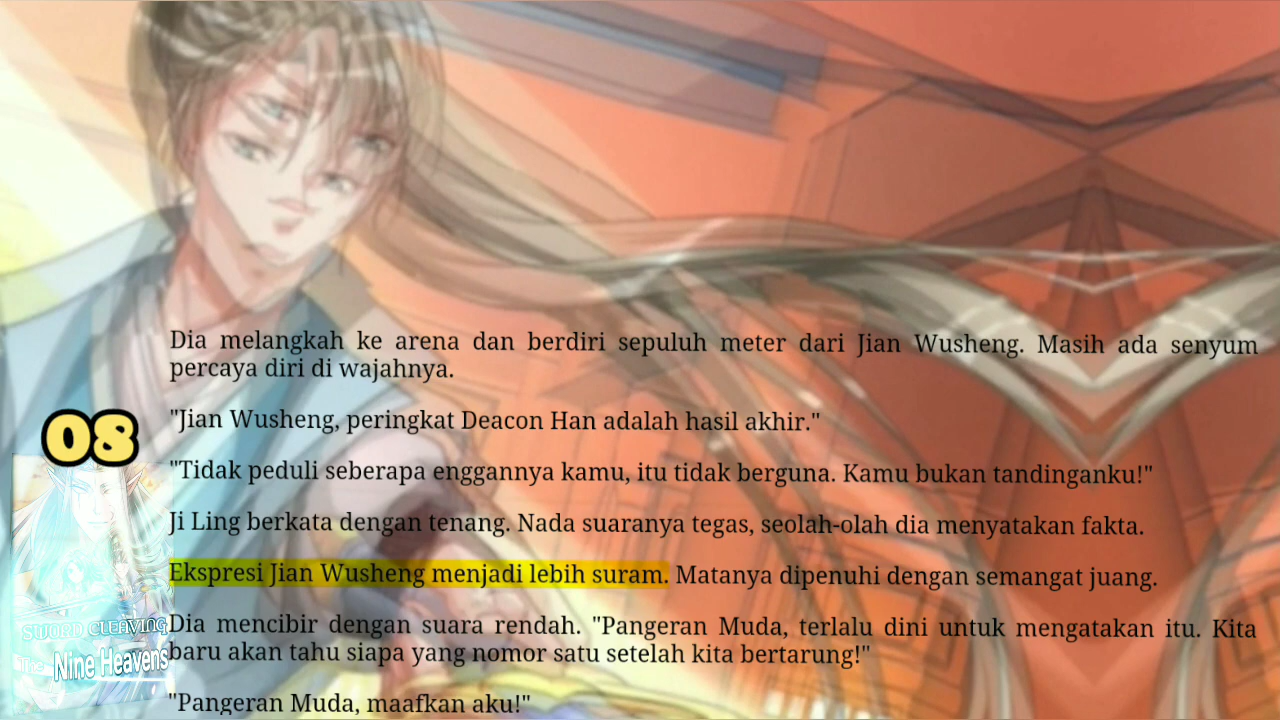 Dia melangkah ke arena dan berdiri sepuluh meter dari Jian Wusheng. Masih ada senyum
percaya diri di wajahnya.
"Jian Wusheng, peringkat Deacon Han adalah hasil akhir."
"Tidak peduli seberapa enggannya kamu, itu tidak berguna. Kamu bukan tandinganku!"
Ji Ling berkata dengan tenang. Nada suaranya tegas, seolah-olah dia menyatakan fakta.
Ekspresi Jian Wusheng menjadi lebih suram. Matanya dipenuhi dengan semangat juang.
Dia mencibir dengan suara rendah. "Pangeran Muda, terlalu dini untuk mengatakan itu. Kita
baru akan tahu siapa yang nomor satu setelah kita bertarung!"
"Pangeran Muda, maafkan aku!"
08
SWORD CLEAVING
The Nine Heavens